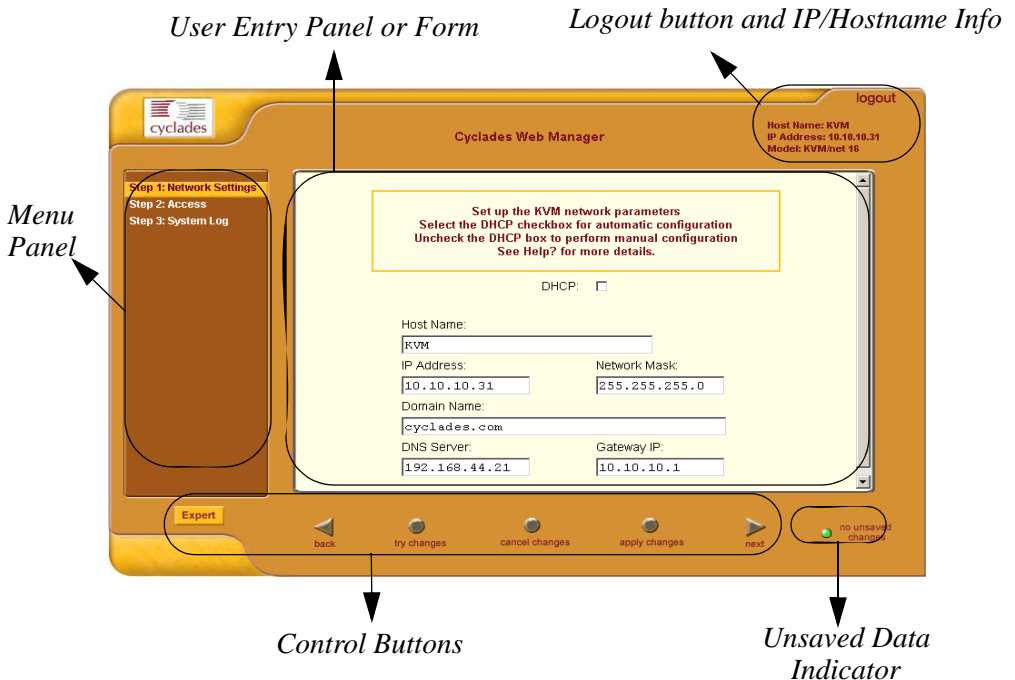 User Entry Panel or Form
Logout button and IP/Hostname Info
cyclades
Cyclades Web Manager
logout
Host Name: KVM
IP Address: 10.10.10.31
Model: KVM/net 16
Menu
Panel
Step 1: Network Settings
Step 2: Access
Step 3: System Log
Set up the KVM network parameters
Select the DHCP checkbox for automatic configuration
Uncheck the DHCP box to perform manual configuration
See Help? for more details.
DHCP:
Host Name:
KVM
IP Address:
Network Mask:
10.10.10.31
255.255.255.0
Domain Name:
cyclades.com
DNS Server:
Gateway IP:
192.168.44.21
10.10.10.1
Expert
back
try changes
cancel changes
apply changes
next
no unsaved
changes
Control Buttons
Unsaved Data
Indicator